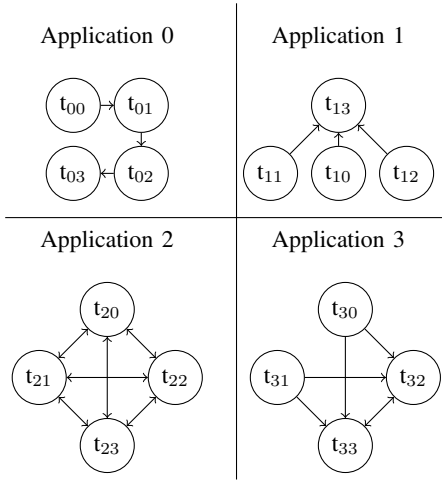 Application 0 Application 1
t₀₀ t₀₁ t₁₃
t₀₃ t₀₂ t₁₁ t₁₀ t₁₂
Application 2 Application 3
t₂₀ t₃₀
t₂₁ t₂₂ t₃₁ t₃₂
t₂₃ t₃₃